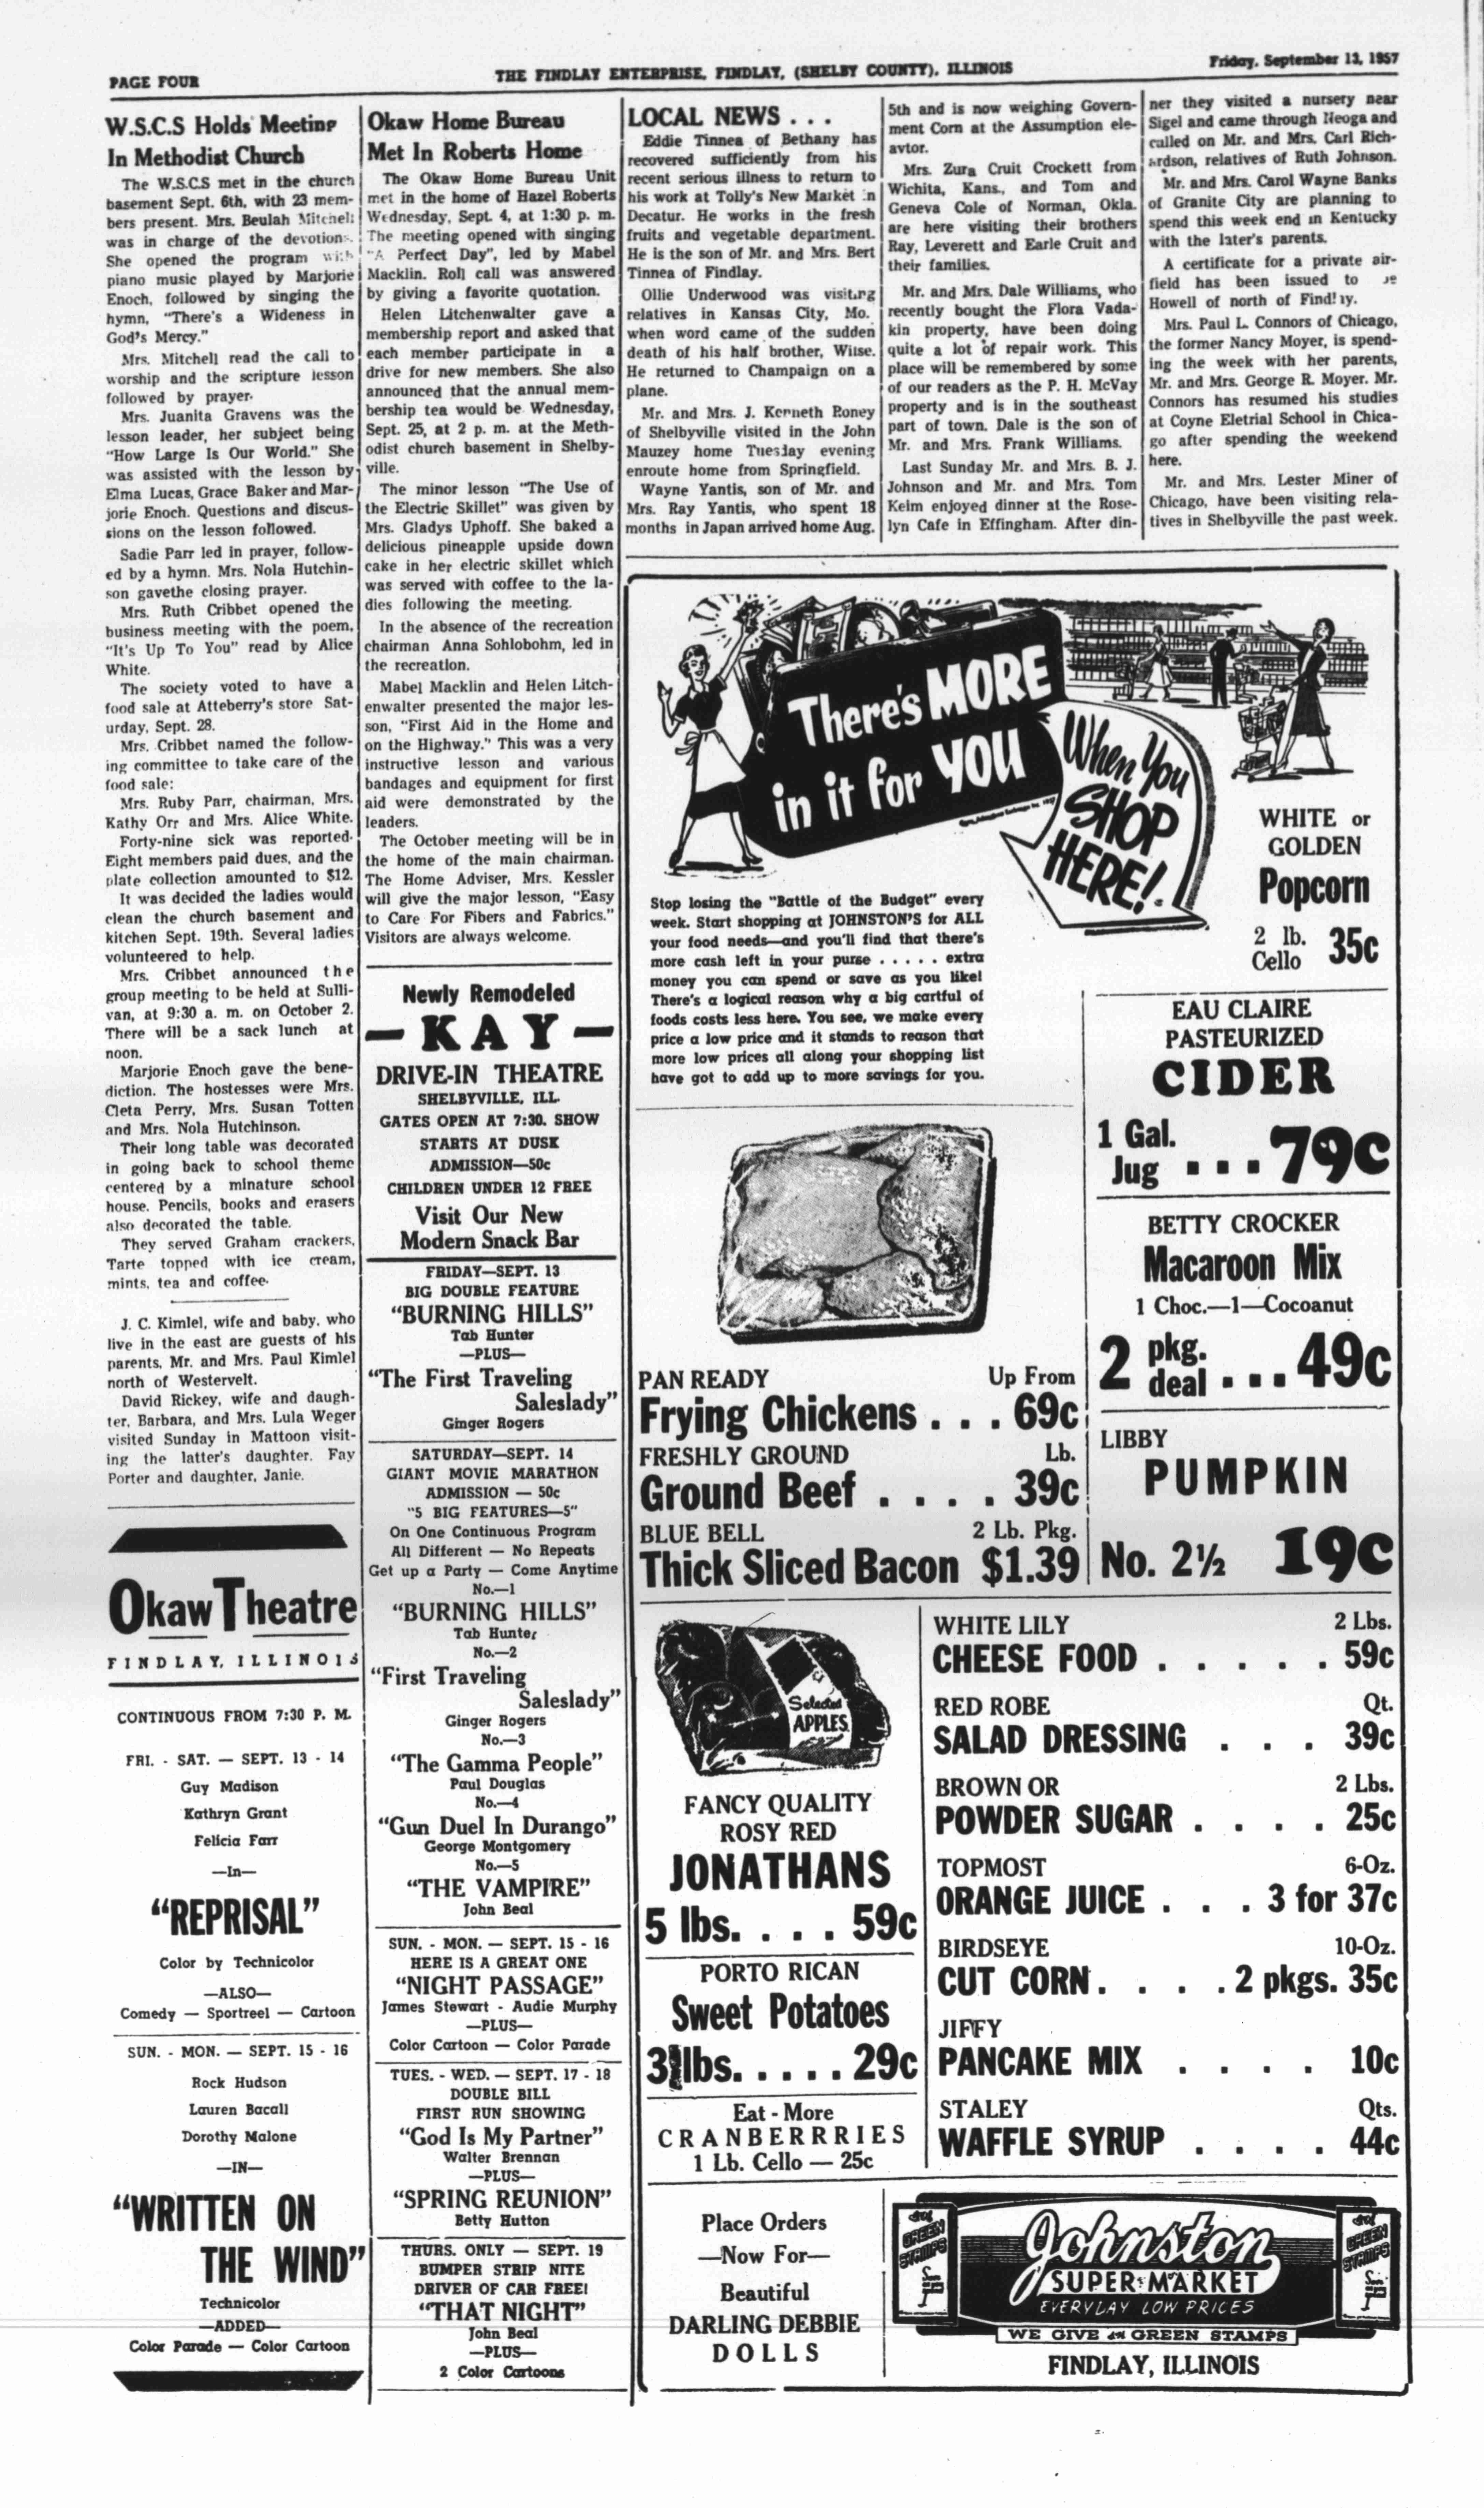 PAGE FOUR
THE FINDLAY ENTERPRISE, FINDLAY, (SHELBY COUNTY), ILLINOIS
Friday, September 13, 1957
W.S.C.S Holds Meeting
In Methodist Church
The W.S.C.S met in the church
basement Sept. 6th, with 23 mem-
bers present. Mrs. Beulah Mitchell
was in charge of the devotions.
She opened the program with
piano music played by Marjorie
Enoch, followed by singing the
hymn, "There's a Wideness in
God's Mercy."
Mrs. Mitchell read the call to
worship and the scripture lesson
followed by prayer.
Mrs. Juanita Gravens was the
lesson leader, her subject being
"How Large Is Our World." She
was assisted with the lesson by
Elma Lucas, Grace Baker and Mar-
jorie Enoch. Questions and discus-
sions on the lesson followed.
Sadie Parr led in prayer, follow-
ed by a hymn. Mrs. Nola Hutchin-
son gavethe closing prayer.
Mrs. Ruth Cribbet opened the
business meeting with the poem,
"It's Up To You" read by Alice
White.
The society voted to have a
food sale at Atteberry's store Sat-
urday, Sept. 28.
Mrs. Cribbet named the follow-
ing committee to take care of the
food sale:
Mrs. Ruby Parr, chairman, Mrs.
Kathy Orr and Mrs. Alice White.
Forty-nine sick was reported.
Eight members paid dues, and the
plate collection amounted to $12.
It was decided the ladies would
clean the church basement and
kitchen Sept. 19th. Several ladies
volunteered to help.
Mrs. Cribbet announced the
group meeting to be held at Sulli-
van, at 9:30 a. m. on October 2.
There will be a sack lunch at
noon.
Marjorie Enoch gave the bene-
diction. The hostesses were Mrs.
Cleta Perry, Mrs. Susan Totten
and Mrs. Nola Hutchinson.
Their long table was decorated
in going back to school theme
centered by a minature school
house. Pencils, books and erasers
also decorated the table.
They served Graham crackers,
Tarte topped with ice cream,
mints, tea and coffee.
J. C. Kimlel, wife and baby, who
live in the east are guests of his
parents, Mr. and Mrs. Paul Kimlel
north of Westervelt.
David Rickey, wife and daugh-
ter, Barbara, and Mrs. Lula Weger
visited Sunday in Mattoon visit-
ing the latter's daughter, Fay
Porter and daughter, Janie.
Okaw Theatre
FINDLAY, ILLINOIS
CONTINUOUS FROM 7:30 P. M.
FRI. - SAT. — SEPT. 13 - 14
Guy Madison
Kathryn Grant
Felicia Farr
—In—
"REPRISAL"
Color by Technicolor
—ALSO—
Comedy — Sportreel — Cartoon
SUN. - MON. — SEPT. 15 - 16
Rock Hudson
Lauren Bacall
Dorothy Malone
—IN—
"WRITTEN ON
THE WIND"
Technicolor
—ADDED—
Color Parade — Color Cartoon
Okaw Home Bureau
Met In Roberts Home
The Okaw Home Bureau Unit
met in the home of Hazel Roberts
Wednesday, Sept. 4, at 1:30 p. m.
The meeting opened with singing
"A Perfect Day", led by Mabel
Macklin. Roll call was answered
by giving a favorite quotation.
Helen Litchenwalter gave a
membership report and asked that
each member participate in a
drive for new members. She also
announced that the annual mem-
bership tea would be Wednesday,
Sept. 25, at 2 p. m. at the Meth-
odist church basement in Shelby-
ville.
The minor lesson "The Use of
the Electric Skillet" was given by
Mrs. Gladys Uphoff. She baked a
delicious pineapple upside down
cake in her electric skillet which
was served with coffee to the la-
dies following the meeting.
In the absence of the recreation
chairman Anna Sohlobohm, led in
the recreation.
Mabel Macklin and Helen Litch-
enwalter presented the major les-
son, "First Aid in the Home and
on the Highway." This was a very
instructive lesson and various
bandages and equipment for first
aid were demonstrated by the
leaders.
The October meeting will be in
the home of the main chairman.
The Home Adviser, Mrs. Kessler
will give the major lesson, "Easy
to Care For Fibers and Fabrics."
Visitors are always welcome.
Newly Remodeled
— KAY —
DRIVE-IN THEATRE
SHELBYVILLE, ILL.
GATES OPEN AT 7:30. SHOW
STARTS AT DUSK
ADMISSION—50c
CHILDREN UNDER 12 FREE
Visit Our New
Modern Snack Bar
FRIDAY—SEPT. 13
BIG DOUBLE FEATURE
"BURNING HILLS"
Tab Hunter
—PLUS—
"The First Traveling
Saleslady"
Ginger Rogers
SATURDAY—SEPT. 14
GIANT MOVIE MARATHON
ADMISSION — 50c
"5 BIG FEATURES—5"
On One Continuous Program
All Different — No Repeats
Get up a Party — Come Anytime
No.—1
"BURNING HILLS"
Tab Hunter
No.—2
"First Traveling
Saleslady"
Ginger Rogers
No.—3
"The Gamma People"
Paul Douglas
No.—4
"Gun Duel In Durango"
George Montgomery
No.—5
"THE VAMPIRE"
John Beal
SUN. - MON. — SEPT. 15 - 16
HERE IS A GREAT ONE
"NIGHT PASSAGE"
James Stewart - Audie Murphy
—PLUS—
Color Cartoon — Color Parade
TUES. - WED. — SEPT. 17 - 18
DOUBLE BILL
FIRST RUN SHOWING
"God Is My Partner"
Walter Brennan
—PLUS—
"SPRING REUNION"
Betty Hutton
THURS. ONLY — SEPT. 19
BUMPER STRIP NITE
DRIVER OF CAR FREE!
"THAT NIGHT"
John Beal
—PLUS—
2 Color Cartoons
LOCAL NEWS . . .
Eddie Tinnea of Bethany has
recovered sufficiently from his
recent serious illness to return to
his work at Tolly's New Market in
Decatur. He works in the fresh
fruits and vegetable department.
He is the son of Mr. and Mrs. Bert
Tinnea of Findlay.
Ollie Underwood was visiting
relatives in Kansas City, Mo.
when word came of the sudden
death of his half brother, Wilse.
He returned to Champaign on a
plane.
Mr. and Mrs. J. Kenneth Roney
of Shelbyville visited in the John
Mauzey home Tuesday evening
enroute home from Springfield.
Wayne Yantis, son of Mr. and
Mrs. Ray Yantis, who spent 18
months in Japan arrived home Aug.
5th and is now weighing Govern-
ment Corn at the Assumption ele-
avtor.
Mrs. Zura Cruit Crockett from
Wichita, Kans., and Tom and
Geneva Cole of Norman, Okla.
are here visiting their brothers
Ray, Leverett and Earle Cruit and
their families.
Mr. and Mrs. Dale Williams, who
recently bought the Flora Vada-
kin property, have been doing
quite a lot of repair work. This
place will be remembered by some
of our readers as the P. H. McVay
property and is in the southeast
part of town. Dale is the son of
Mr. and Mrs. Frank Williams.
Last Sunday Mr. and Mrs. B. J.
Johnson and Mr. and Mrs. Tom
Keim enjoyed dinner at the Rose-
lyn Cafe in Effingham. After din-
ner they visited a nursery near
Sigel and came through Neoga and
called on Mr. and Mrs. Carl Rich-
ardson, relatives of Ruth Johnson.
Mr. and Mrs. Carol Wayne Banks
of Granite City are planning to
spend this week end in Kentucky
with the later's parents.
A certificate for a private air-
field has been issued to
Howell of north of Findlay.
Mrs. Paul L. Connors of Chicago,
the former Nancy Moyer, is spend-
ing the week with her parents,
Mr. and Mrs. George R. Moyer. Mr.
Connors has resumed his studies
at Coyne Eletrial School in Chica-
go after spending the weekend
here.
Mr. and Mrs. Lester Miner of
Chicago, have been visiting rela-
tives in Shelbyville the past week.
There's MORE
in it for YOU
When You
SHOP
HERE!
Stop losing the "Battle of the Budget" every
week. Start shopping at JOHNSTON'S for ALL
your food needs—and you'll find that there's
more cash left in your purse . . . . . extra
money you can spend or save as you like!
There's a logical reason why a big cartful of
foods costs less here. You see, we make every
price a low price and it stands to reason that
more low prices all along your shopping list
have got to add up to more savings for you.
WHITE or
GOLDEN
Popcorn
2 lb.
Cello 35c
EAU CLAIRE
PASTEURIZED
CIDER
1 Gal.
Jug . . . 79c
BETTY CROCKER
Macaroon Mix
1 Choc.—1—Cocoanut
2 pkg.
deal . . . 49c
LIBBY
PUMPKIN
No. 2½ 19c
PAN READY Up From
Frying Chickens . . . 69c
FRESHLY GROUND Lb.
Ground Beef . . . . 39c
BLUE BELL 2 Lb. Pkg.
Thick Sliced Bacon $1.39
Selected
APPLES
FANCY QUALITY
ROSY RED
JONATHANS
5 lbs. . . . . 59c
PORTO RICAN
Sweet Potatoes
3 lbs. . . . . . 29c
Eat - More
CRANBERRRIES
1 Lb. Cello — 25c
WHITE LILY 2 Lbs.
CHEESE FOOD . . . . . 59c
RED ROBE Qt.
SALAD DRESSING . . . 39c
BROWN OR 2 Lbs.
POWDER SUGAR . . . . 25c
TOPMOST 6-Oz.
ORANGE JUICE . . . 3 for 37c
BIRDSEYE 10-Oz.
CUT CORN. . . . . 2 pkgs. 35c
JIFFY
PANCAKE MIX . . . . 10c
STALEY Qts.
WAFFLE SYRUP . . . . 44c
Place Orders
—Now For—
Beautiful
DARLING DEBBIE
DOLLS
GREEN
STAMPS
Johnston
SUPER MARKET
EVERYDAY LOW PRICES
WE GIVE GREEN STAMPS
GREEN
STAMPS
FINDLAY, ILLINOIS